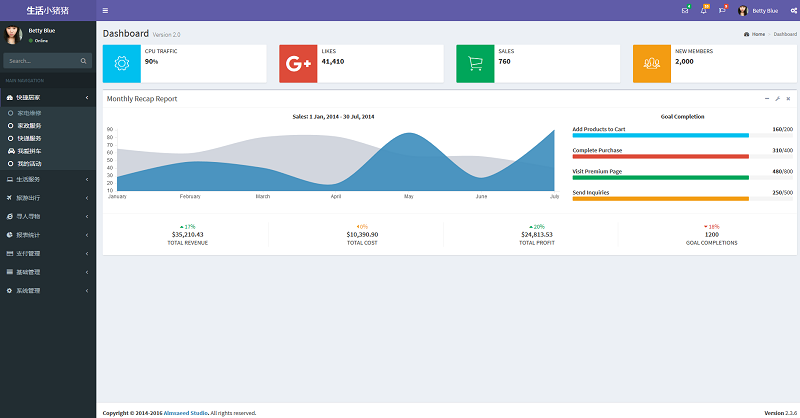 生活小猪猪
Betty Blue
Betty Blue
Online
Search...
MAIN NAVIGATION
快捷居家
家电维修
家政服务
快递服务
我爱拼车
我的活动
生活服务
旅游出行
寻人寻物
报表统计
支付管理
基础管理
系统管理
Dashboard Version 2.0
Home > Dashboard
CPU TRAFFIC
90%
LIKES
41,410
SALES
760
NEW MEMBERS
2,000
Monthly Recap Report
Sales: 1 Jan, 2014 - 30 Jul, 2014
90
80
70
60
50
40
30
20
10
January February March April May June July
Goal Completion
Add Products to Cart 160/200
Complete Purchase 310/400
Visit Premium Page 480/800
Send Inquiries 250/500
17%
$35,210.43
TOTAL REVENUE
0%
$10,390.90
TOTAL COST
20%
$24,813.53
TOTAL PROFIT
18%
1200
GOAL COMPLETIONS
Copyright © 2014-2016 Almsaeed Studio. All rights reserved.
Version 2.3.6